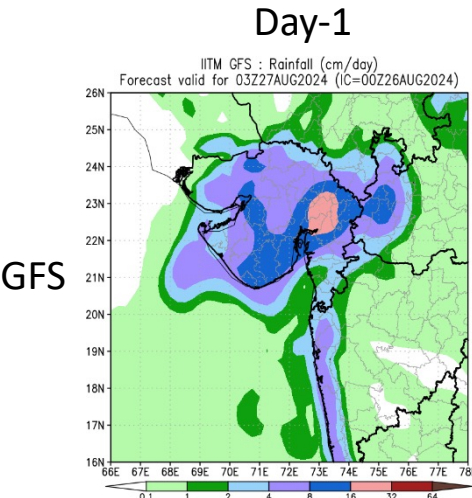 Day-1
IITM GFS : Rainfall (cm/day)
Forecast valid for 03Z27AUG2024 (IC=00Z26AUG2024)
GFS
26N
25N
24N
23N
22N
21N
20N
19N
18N
17N
16N
66E 67E 68E 69E 70E 71E 72E 73E 74E 75E 76E 77E 78
0.1 1 2 4 8 16 32 64